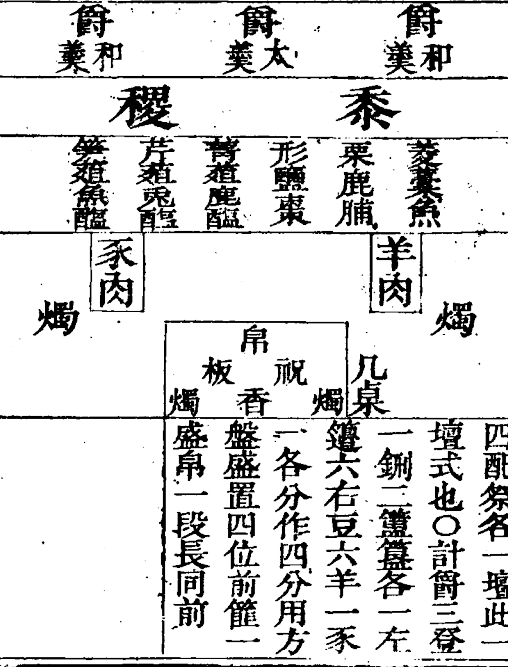 爵 爵 爵
和羹 太羹 和羹
黍 稷
菱藁魚
栗鹿脯
形鹽棗
菁菹鹿醢
芹菹兎醢
笋菹魚醢
羊肉
豕肉
燭
燭
帛
祝 板
燭 香 燭
几桌
四配祭各一壇此一
壇式也○計爵三登
一鉶二簠簋各一左
籩六右豆六羊一豕
一各分作四分用方
盤盛置四位前篚一
盛帛一段長同前